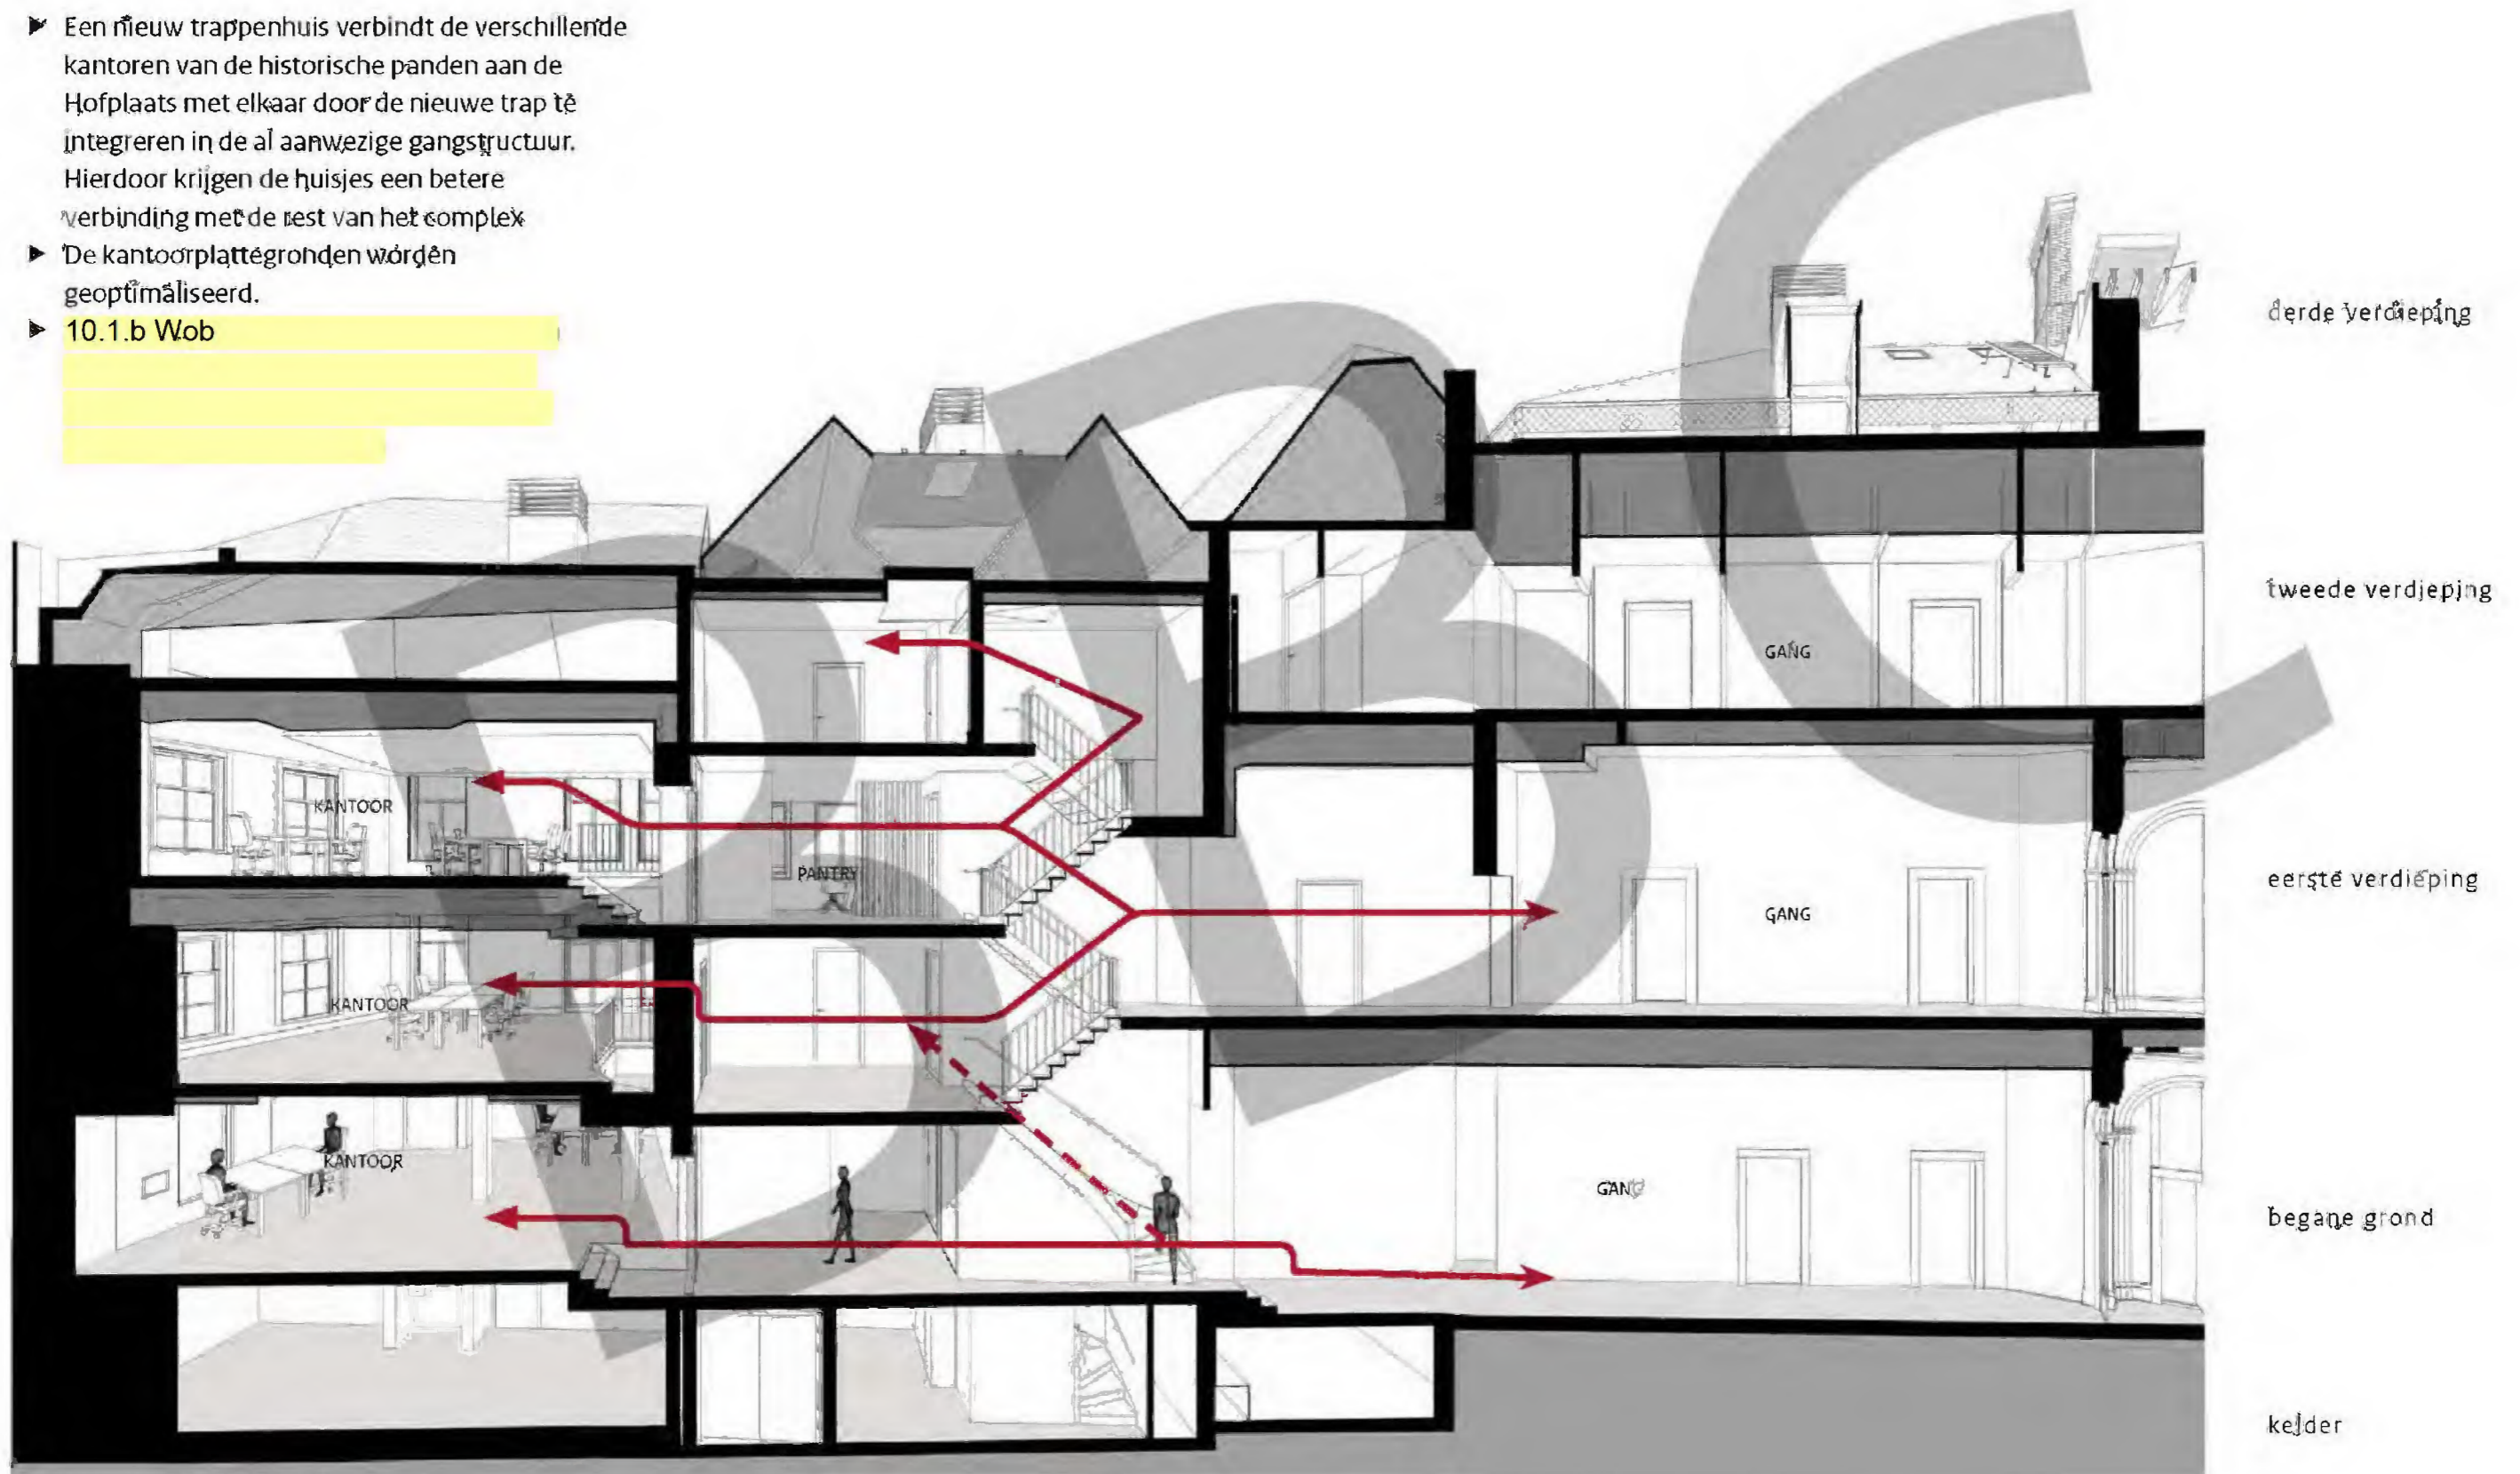 ▶ Een nieuw trappenhuis verbindt de verschillende
kantoren van de historische panden aan de
Hofplaats met elkaar door de nieuwe trap te
integreren in de al aanwezige gangstructuur.
Hierdoor krijgen de huisjes een betere
verbinding met de rest van het complex
▶ De kantoorplattegronden worden
geoptimaliseerd.
▶ 10.1.b Wob
derde verdieping
tweede verdieping
GANG
KANTOOR
PANTRY
eerste verdieping
GANG
KANTOOR
KANTOOR
GANG
begane grond
kelder